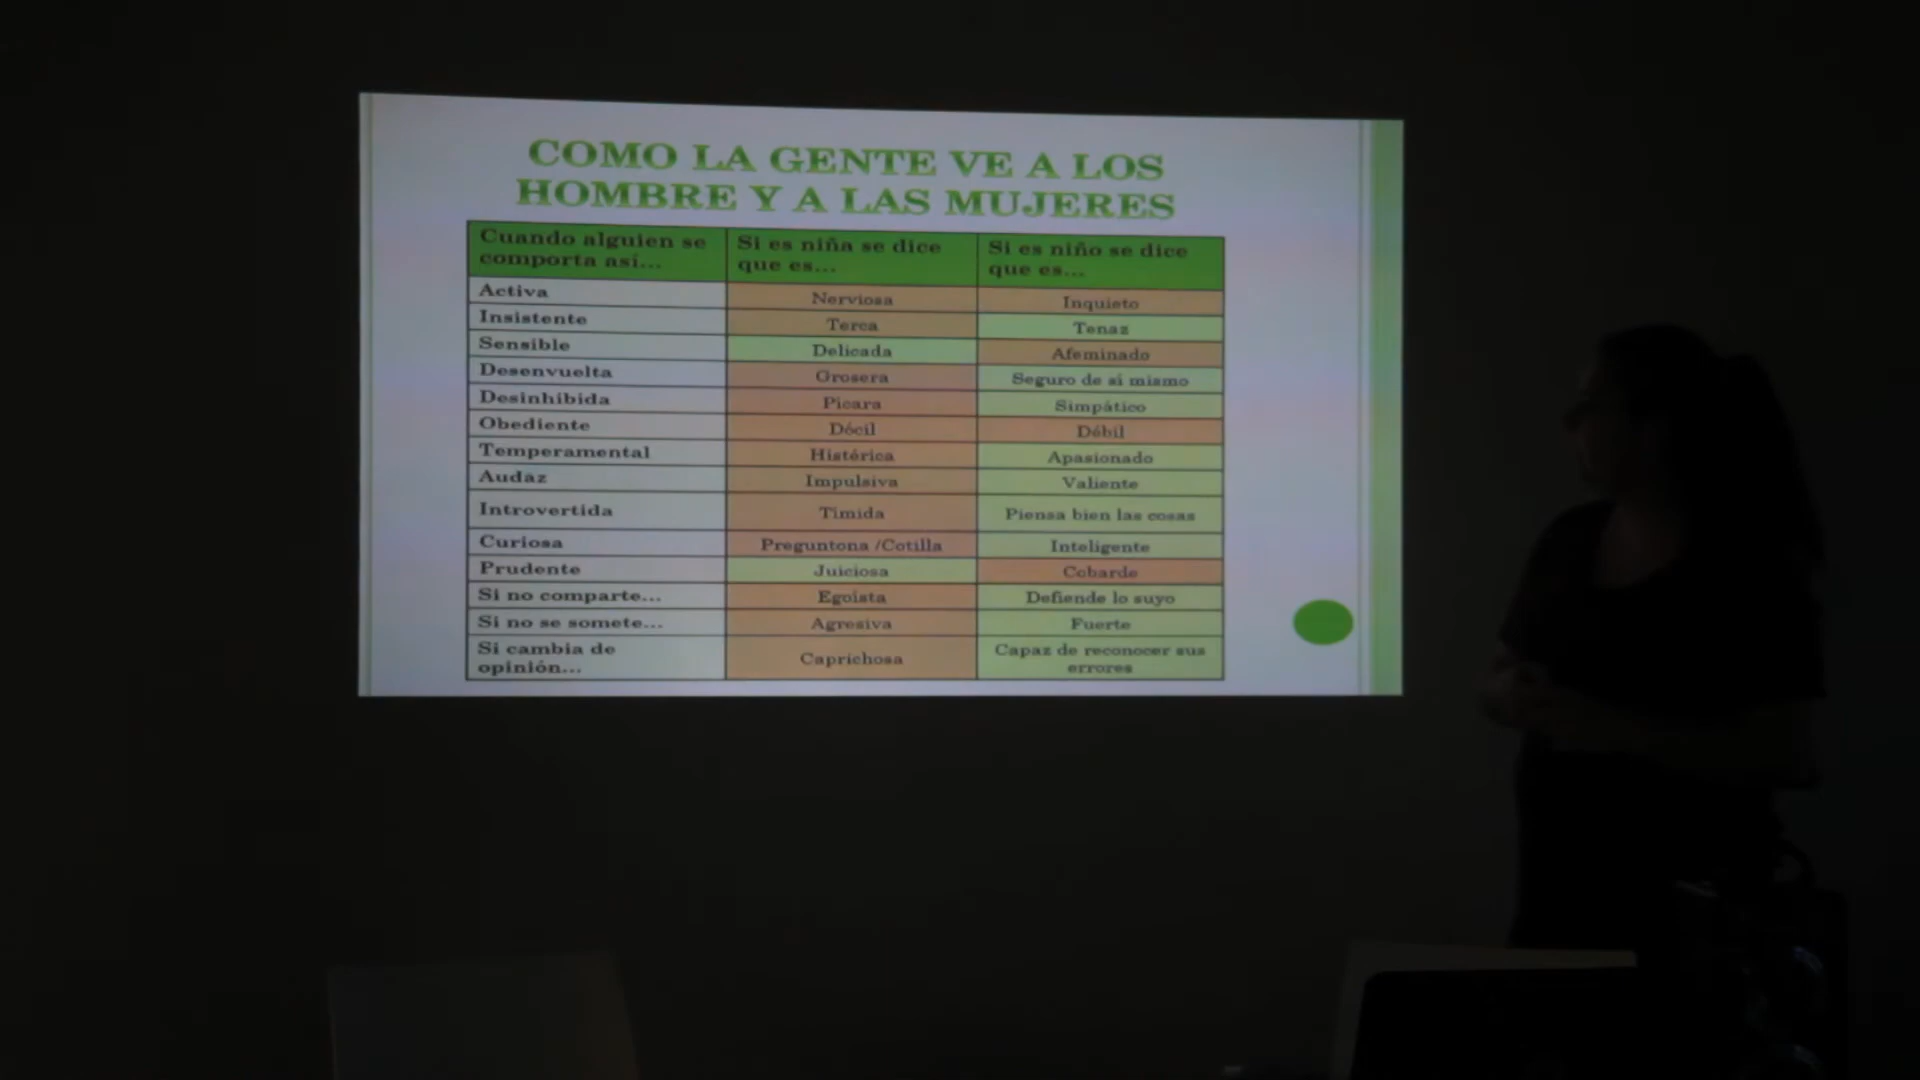 COMO LA GENTE VE A LOS
HOMBRE Y A LAS MUJERES
Cuando alguien se
comporta así...
Si es niña se dice
que es...
Si es niño se dice
que es...
Activa
Nerviosa
Inquieto
Insistente
Terca
Tenaz
Sensible
Delicada
Afeminado
Desenvuelta
Grosera
Seguro de sí mismo
Desinhibida
Pícara
Simpático
Obediente
Dócil
Débil
Temperamental
Histérica
Apasionado
Audaz
Impulsiva
Valiente
Introvertida
Tímida
Piensa bien las cosas
Curiosa
Preguntona /Cotilla
Inteligente
Prudente
Juiciosa
Cobarde
Si no comparte...
Egoísta
Defiende lo suyo
Si no se somete...
Agresiva
Fuerte
Si cambia de
opinión...
Caprichosa
Capaz de reconocer sus
errores